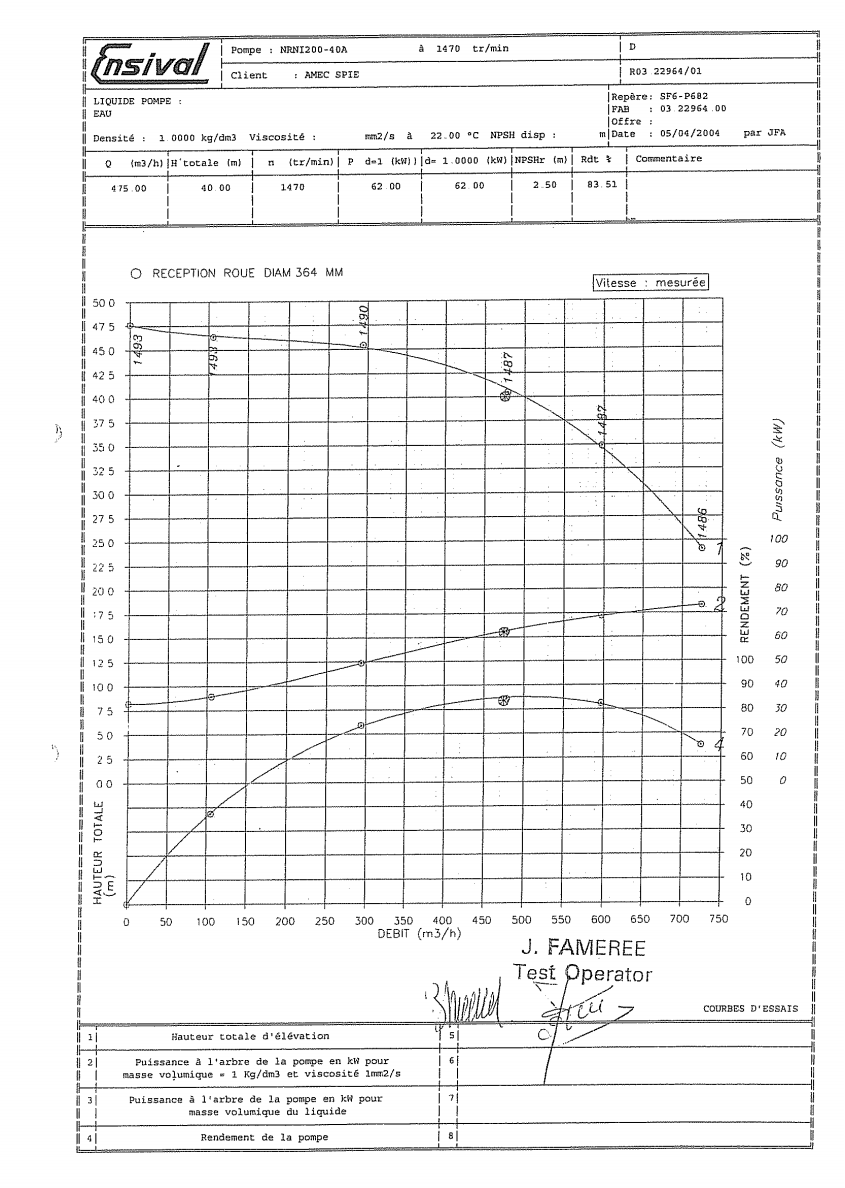 Ensival
Pompe : NRNI200-40A à 1470 tr/min D
Client : AMEC SPIE R03 22964/01
LIQUIDE POMPE :
EAU
Repère: SF6-P682
FAB : 03 22964.00
Offre :
Densité : 1.0000 kg/dm3 Viscosité : mm2/s à 22.00 °C NPSH disp : m Date : 05/04/2004 par JFA
Q (m3/h) H totale (m) n (tr/min) P d=1 (kW)) d= 1.0000 (kW) NPSHr (m) Rdt % Commentaire
475.00 40.00 1470 62.00 62.00 2.50 83.51
RECEPTION ROUE DIAM 364 MM
Vitesse : mesurée
50 0
47 5
45 0
42 5
40 0
37 5
35 0
32 5
30 0
27 5
25 0
22 5
20 0
17 5
15 0
12 5
10 0
7 5
5 0
2 5
0 0
HAUTEUR TOTALE
(m)
1493
1493
1490
1487
1487
1486
1
2
4
Puissance (kW)
100
90
80
70
60
50
40
30
20
10
0
RENDEMENT (%)
100
90
80
70
60
50
40
30
20
10
0
0 50 100 150 200 250 300 350 400 450 500 550 600 650 700 750
DEBIT (m3/h)
J. FAMEREE
Test Operator
COURBES D'ESSAIS
1 Hauteur totale d'élévation 5
2 Puissance à l'arbre de la pompe en kW pour 6
masse volumique = 1 Kg/dm3 et viscosité 1mm2/s
3 Puissance à l'arbre de la pompe en kW pour 7
masse volumique du liquide
4 Rendement de la pompe 8